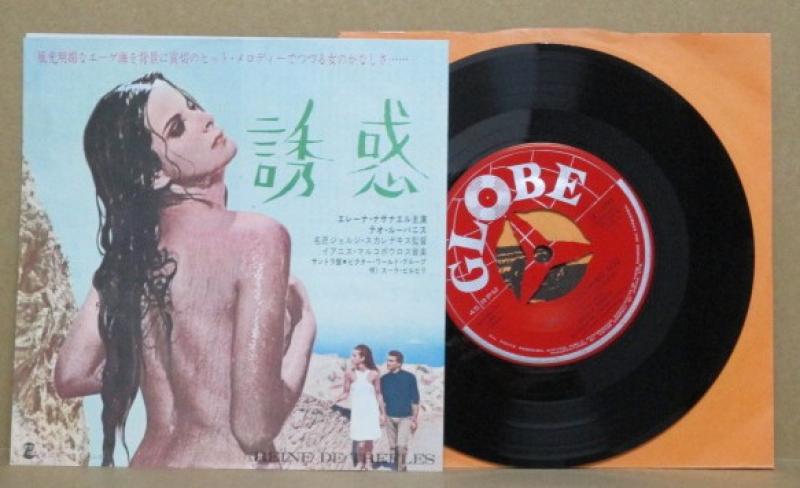 風光明媚なエーゲ海を背景に哀切のヒット・メロディーでつづる女のかなしさ……
誘惑
エレーナ・ナサナエル主演
テオ・ルーバニス
名匠ジョルジ・スカレナキス監督
イアニス・マルコポウロス音楽
サントラ盤●ビクター・ワールド・グループ
唄)スーラ・ビルビリ
REINE DE TREFLES
GLOBE
45 RPM